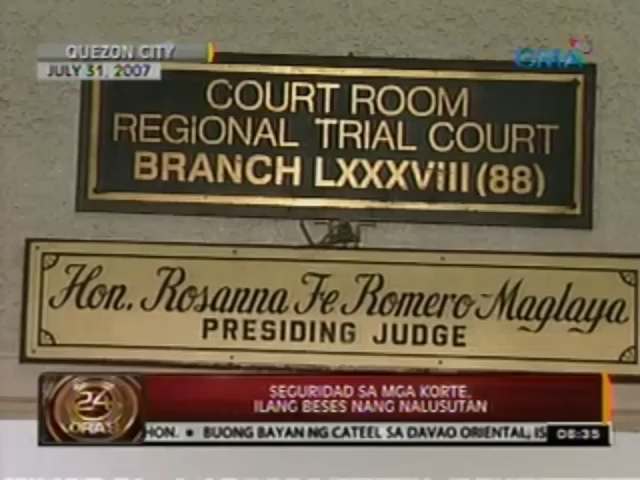 QUEZON CITY
JULY 31, 2007
GMA
COURT ROOM
REGIONAL TRIAL COURT
BRANCH LXXXVIII (88)
Hon. Rosanna Fe Romero-Maglaya
PRESIDING JUDGE
24
ORAS
SEGURIDAD SA MGA KORTE,
ILANG BESES NANG NALUSUTAN
HON. • BUONG BAYAN NG CATEEL SA DAVAO ORIENTAL, IS
06:35